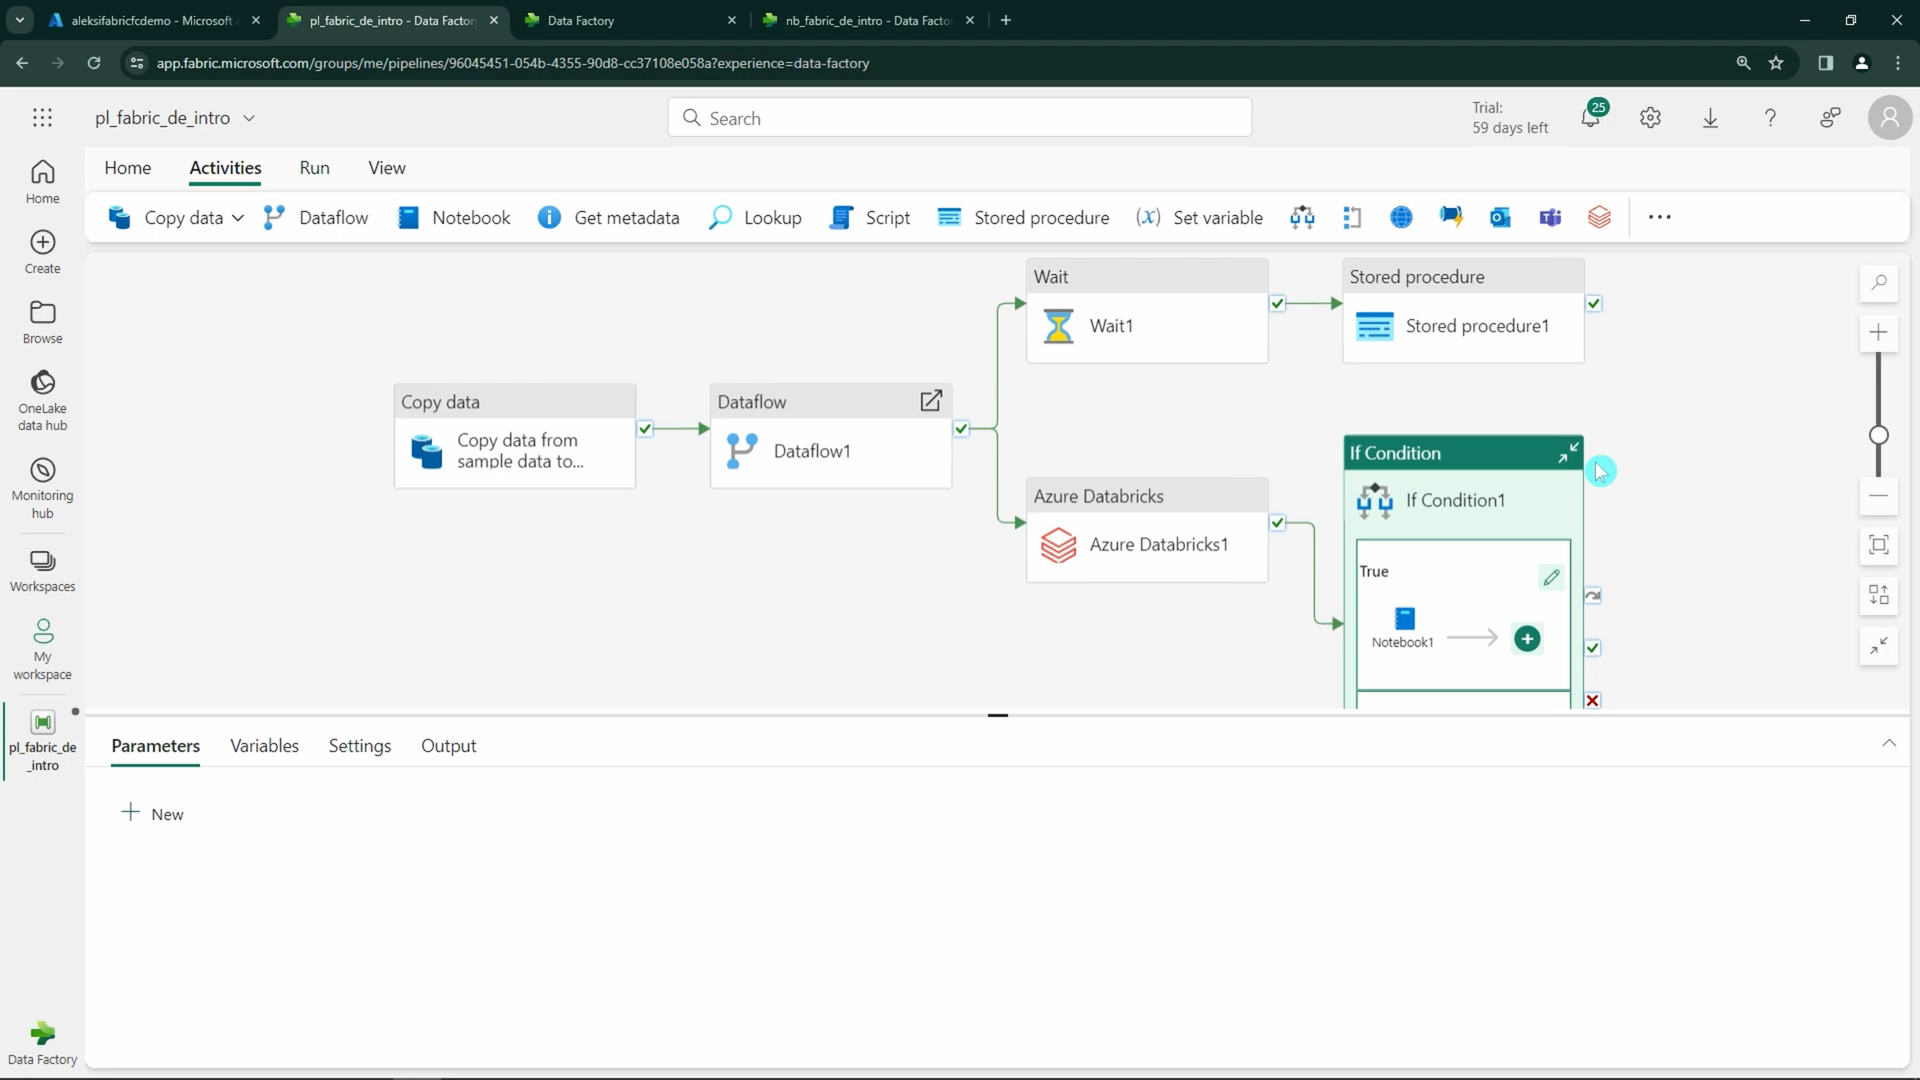 aleksifabricfcdemo - Microsoft
pl_fabric_de_intro - Data Factory
Data Factory
nb_fabric_de_intro - Data Facto
app.fabric.microsoft.com/groups/me/pipelines/96045451-054b-4355-90d8-cc37108e058a?experience=data-factory
pl_fabric_de_intro
Search
Trial:
59 days left
25
Home
Activities
Run
View
Copy data
Dataflow
Notebook
Get metadata
Lookup
Script
Stored procedure
(x) Set variable
Home
Create
Browse
OneLake
data hub
Monitoring
hub
Workspaces
My
workspace
pl_fabric_de
_intro
Data Factory
Copy data
Copy data from
sample data to...
Dataflow
Dataflow1
Wait
Wait1
Stored procedure
Stored procedure1
Azure Databricks
Azure Databricks1
If Condition
If Condition1
True
Notebook1
Parameters
Variables
Settings
Output
New